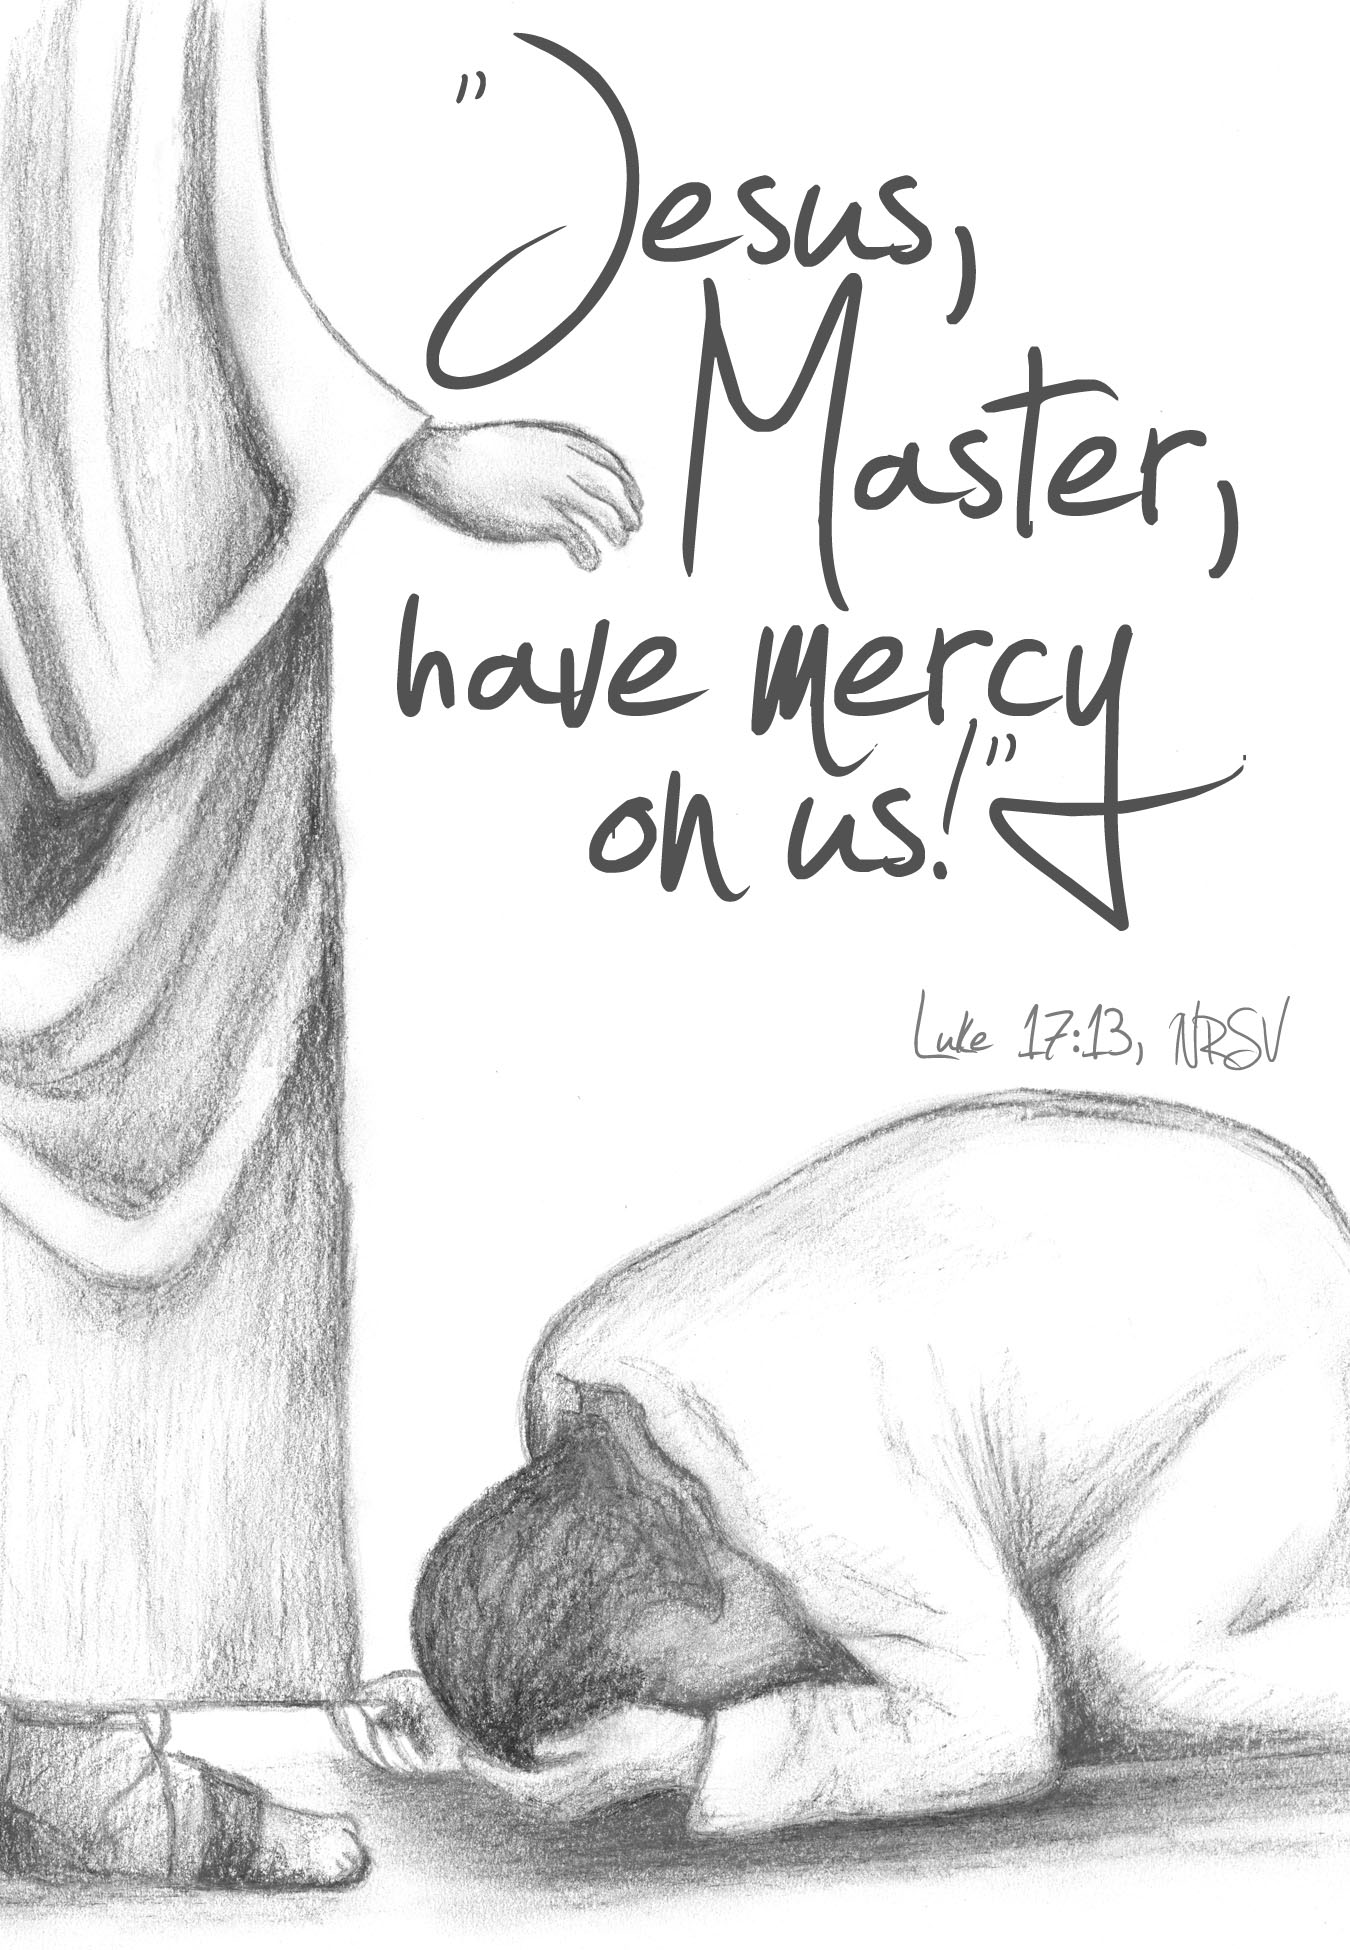 "Jesus,
Master,
have mercy
on us!"
Luke 17:13, NRSV